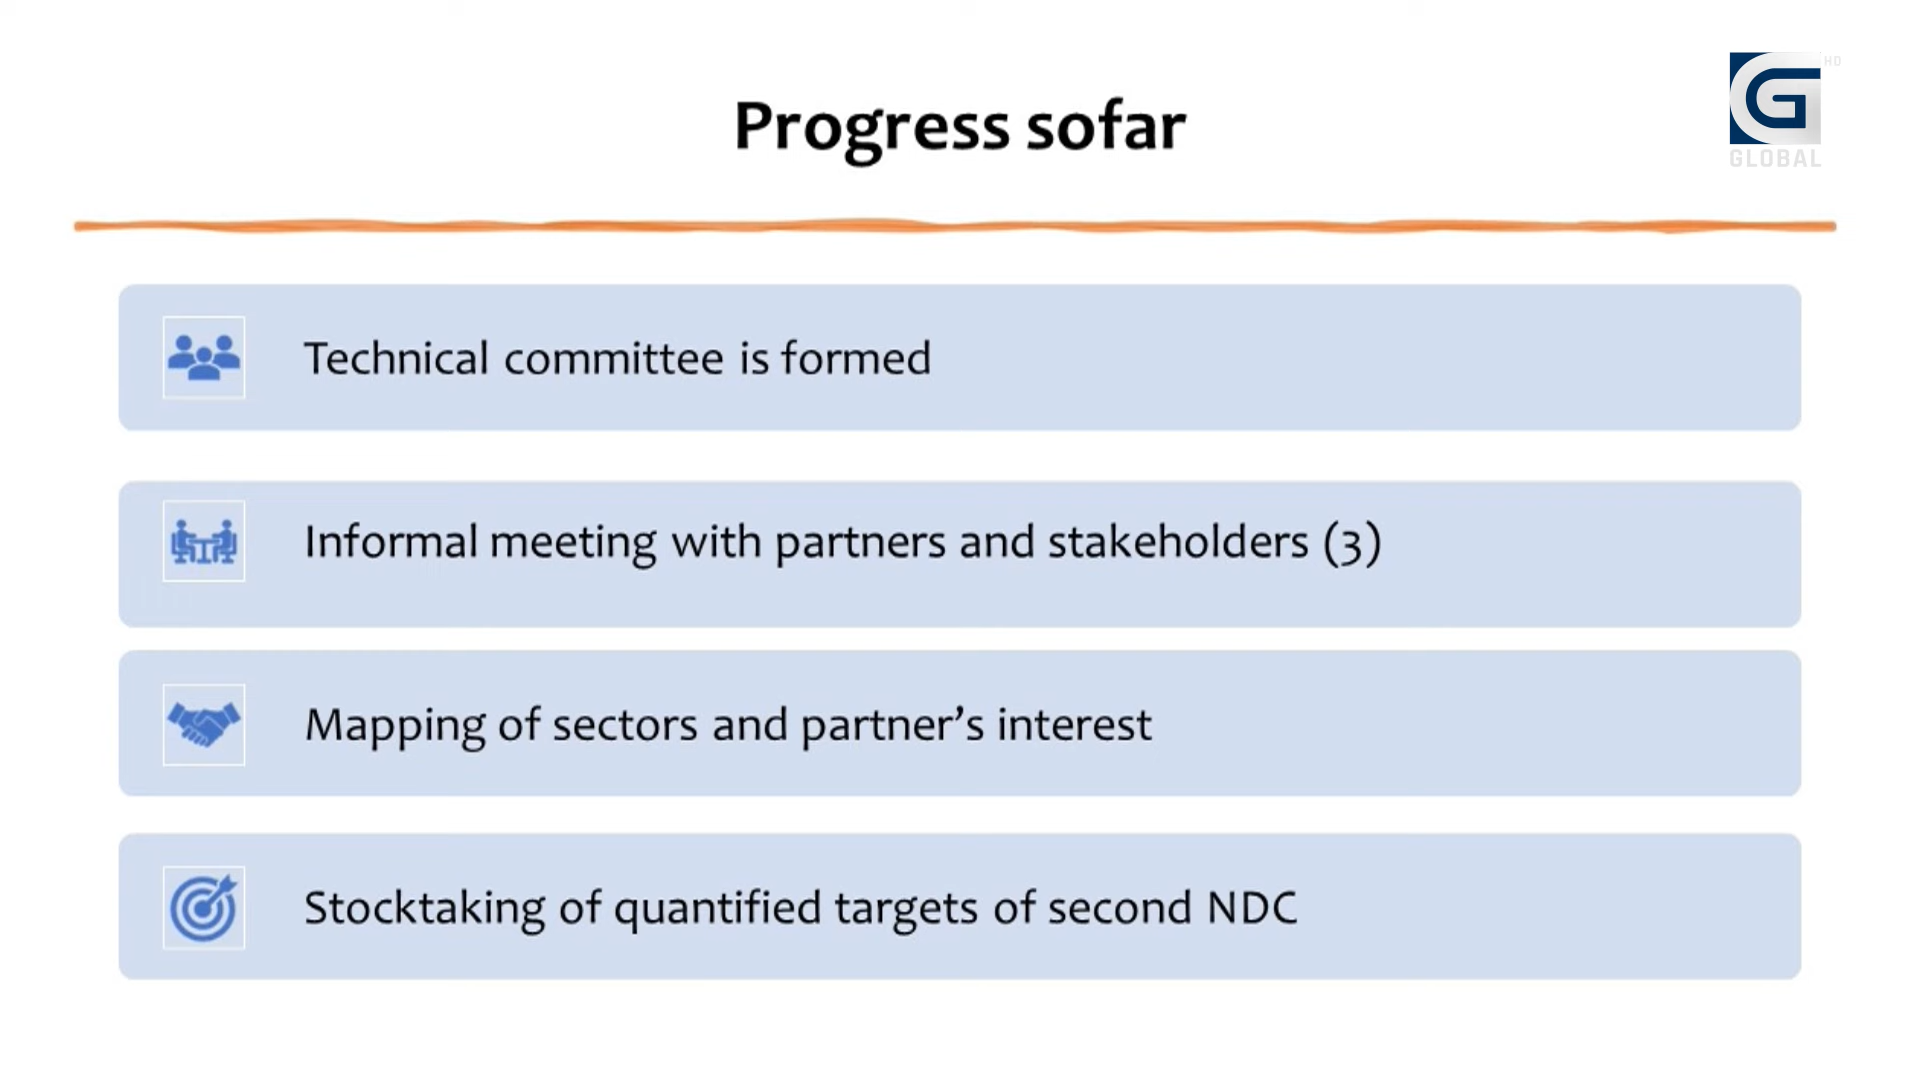 HD
GLOBAL
Progress sofar
Technical committee is formed
Informal meeting with partners and stakeholders (3)
Mapping of sectors and partner’s interest
Stocktaking of quantified targets of second NDC